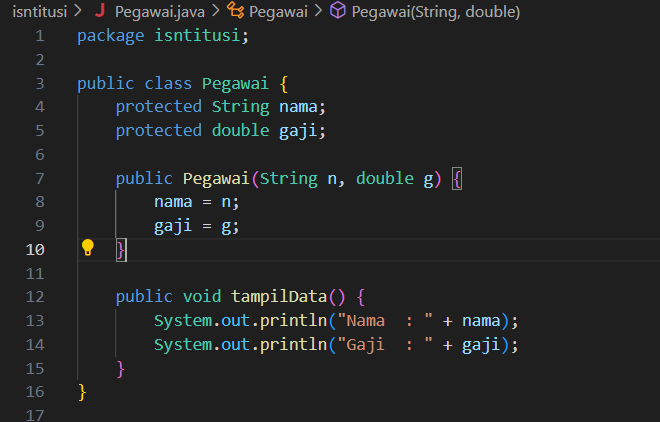 isntitusi > J Pegawai.java > Pegawai > Pegawai(String, double)
1 package isntitusi;
2
3 public class Pegawai {
4     protected String nama;
5     protected double gaji;
6
7     public Pegawai(String n, double g) {
8         nama = n;
9         gaji = g;
10     }
11
12     public void tampilData() {
13         System.out.println("Nama  : " + nama);
14         System.out.println("Gaji  : " + gaji);
15     }
16 }
17